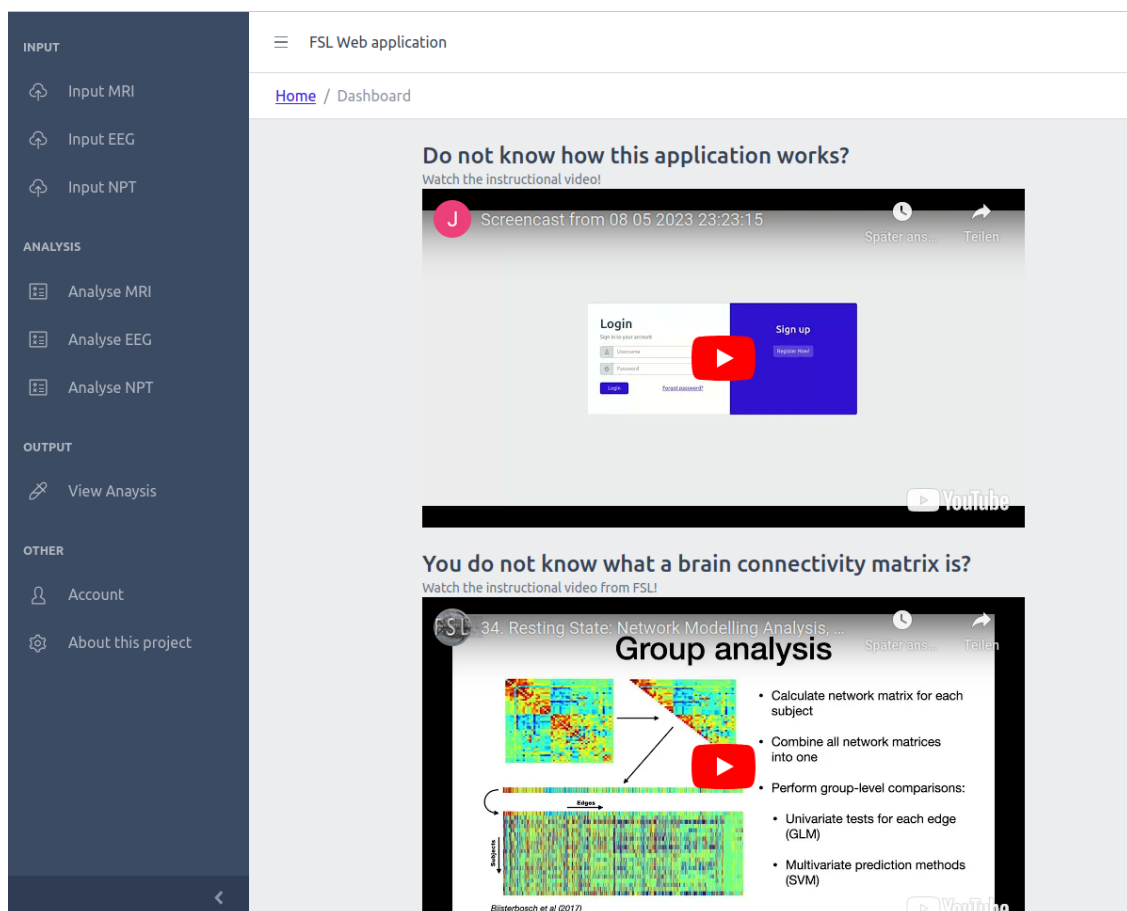 INPUT
Input MRI
Input EEG
Input NPT
ANALYSIS
Analyse MRI
Analyse EEG
Analyse NPT
OUTPUT
View Anaysis
OTHER
Account
About this project
FSL Web application
Home / Dashboard
Do not know how this application works?
Watch the instructional video!
J
Screencast from 08 05 2023 23:23:15
Später ans...
Teilen
Login
Sign in to your account
Username
Password
Login
Forgot password?
Sign up
Register Now!
YouTube
You do not know what a brain connectivity matrix is?
Watch the instructional video from FSL!
FSL
34. Resting State: Network Modelling Analysis, ...
Später ans...
Teilen
Group analysis
• Calculate network matrix for each
subject
• Combine all network matrices
into one
• Perform group-level comparisons:
• Univariate tests for each edge
(GLM)
• Multivariate prediction methods
(SVM)
Edges
Subjects
Bijsterbosch et al (2017)
YouTube